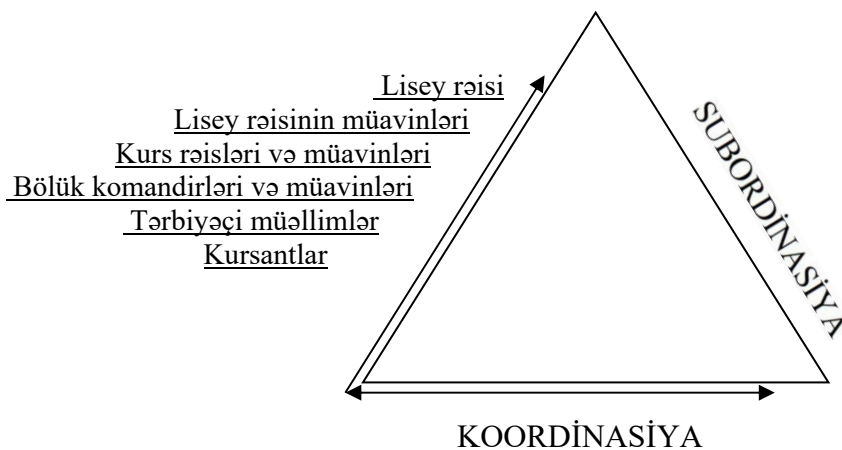 Lisey rəisi
Lisey rəisinin müavinləri
Kurs rəisləri və müavinləri
Bölük komandirləri və müavinləri
Tərbiyəçi müəllimlər
Kursantlar
SUBORDİNASİYA
KOORDİNASİYA